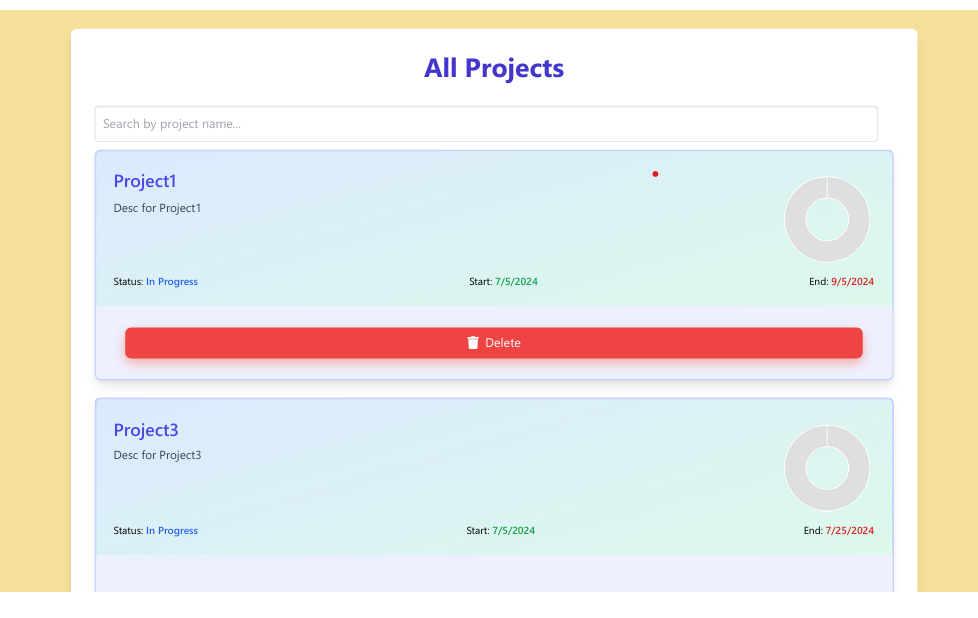 All Projects
Search by project name...
Project1
Desc for Project1
Status: In Progress Start: 7/5/2024 End: 9/5/2024
Delete
Project3
Desc for Project3
Status: In Progress Start: 7/5/2024 End: 7/25/2024